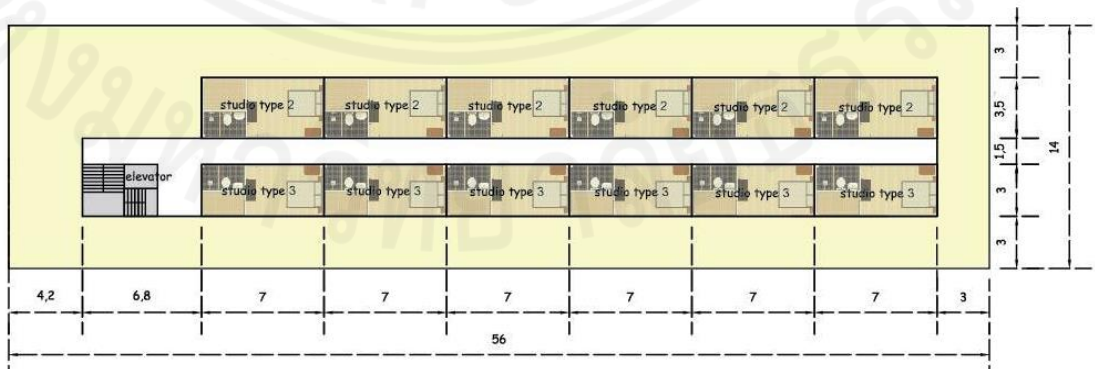 studio type 2 studio type 2 studio type 2 studio type 2 studio type 2 studio type 2
elevator
studio type 3 studio type 3 studio type 3 studio type 3 studio type 3 studio type 3
3
3,5
1,5
3
3
14
4,2 6,8 7 7 7 7 7 7 3
56